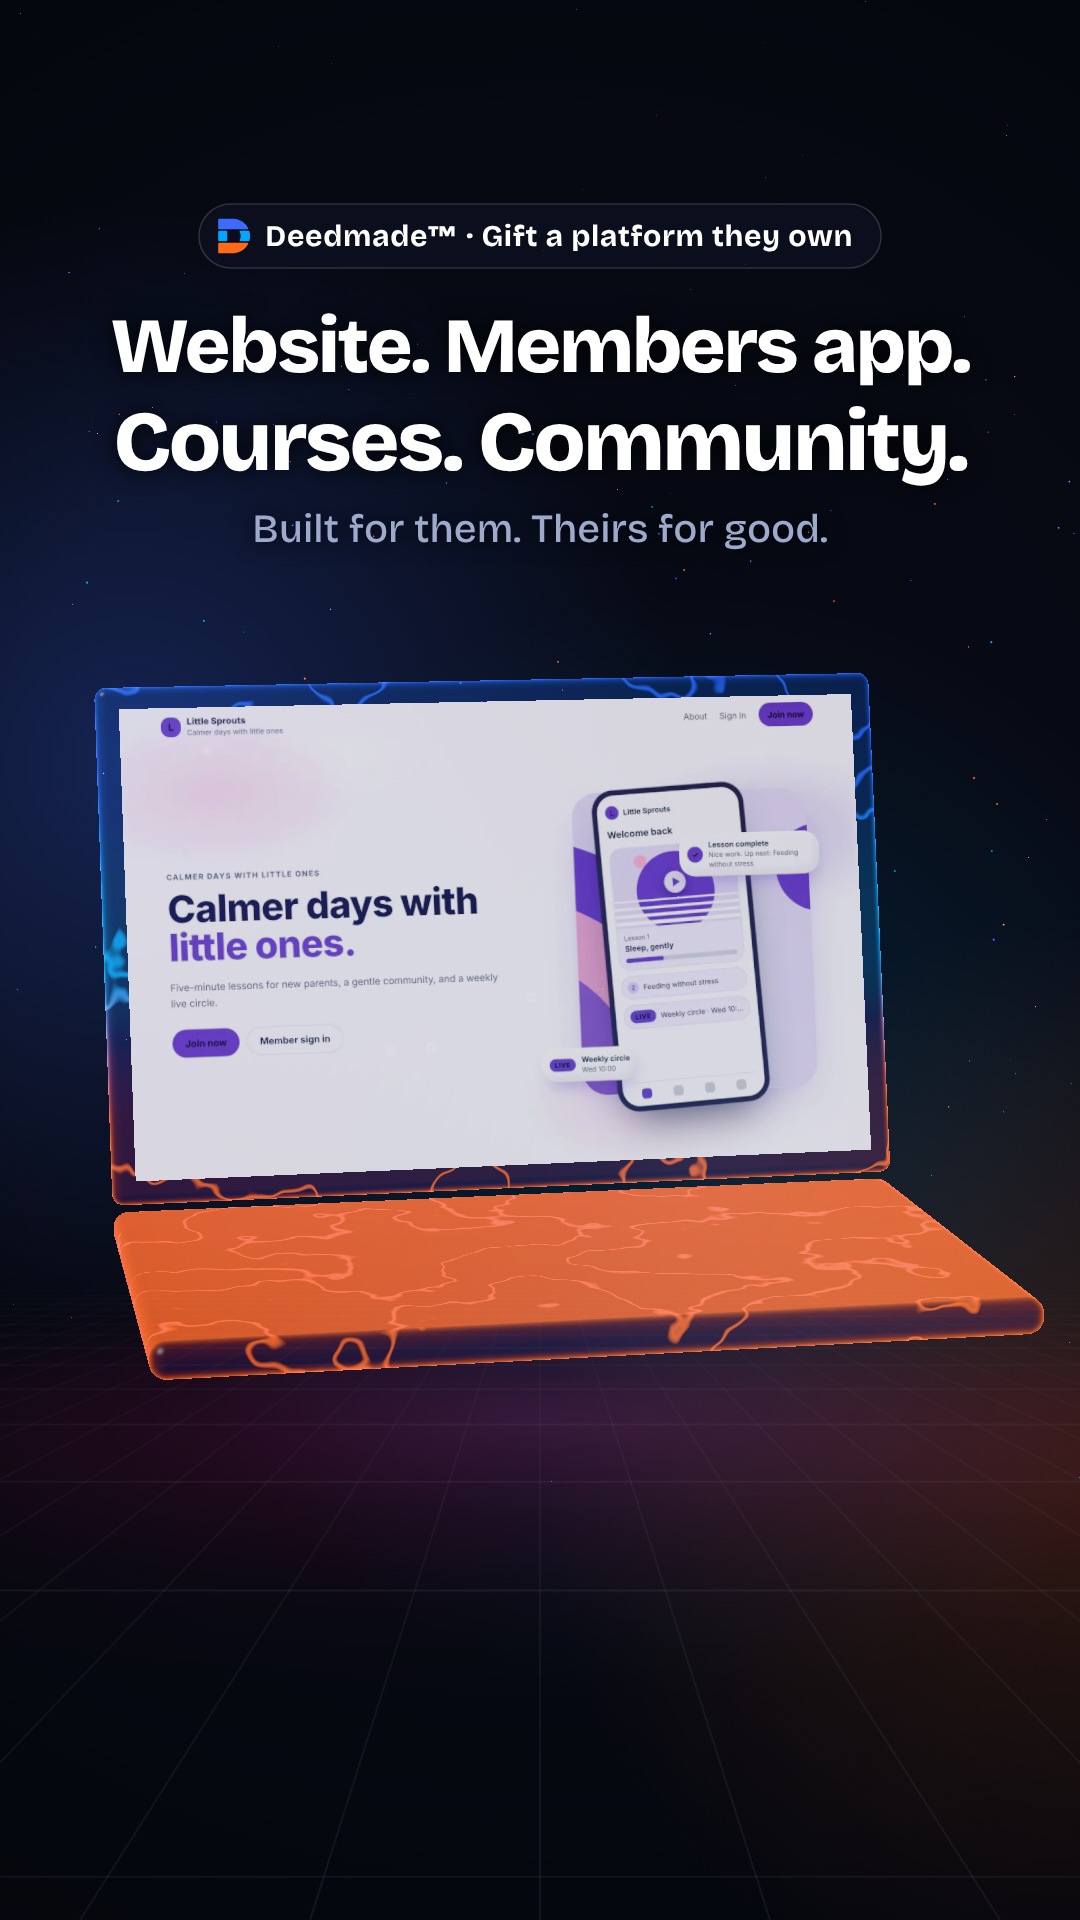 Deedmade™ · Gift a platform they own
Website. Members app.
Courses. Community.
Built for them. Theirs for good.
L
Little Sprouts
Calmer days with little ones
About
Sign in
Join now
CALMER DAYS WITH LITTLE ONES
Calmer days with
little ones.
Five-minute lessons for new parents, a gentle community, and a weekly
live circle.
Join now
Member sign in
Little Sprouts
Welcome back
Lesson complete
Nice work. Up next: Feeding
without stress
Lesson 1
Sleep, gently
2
Feeding without stress
LIVE
Weekly circle · Wed 10:...
LIVE
Weekly circle
Wed 10:00